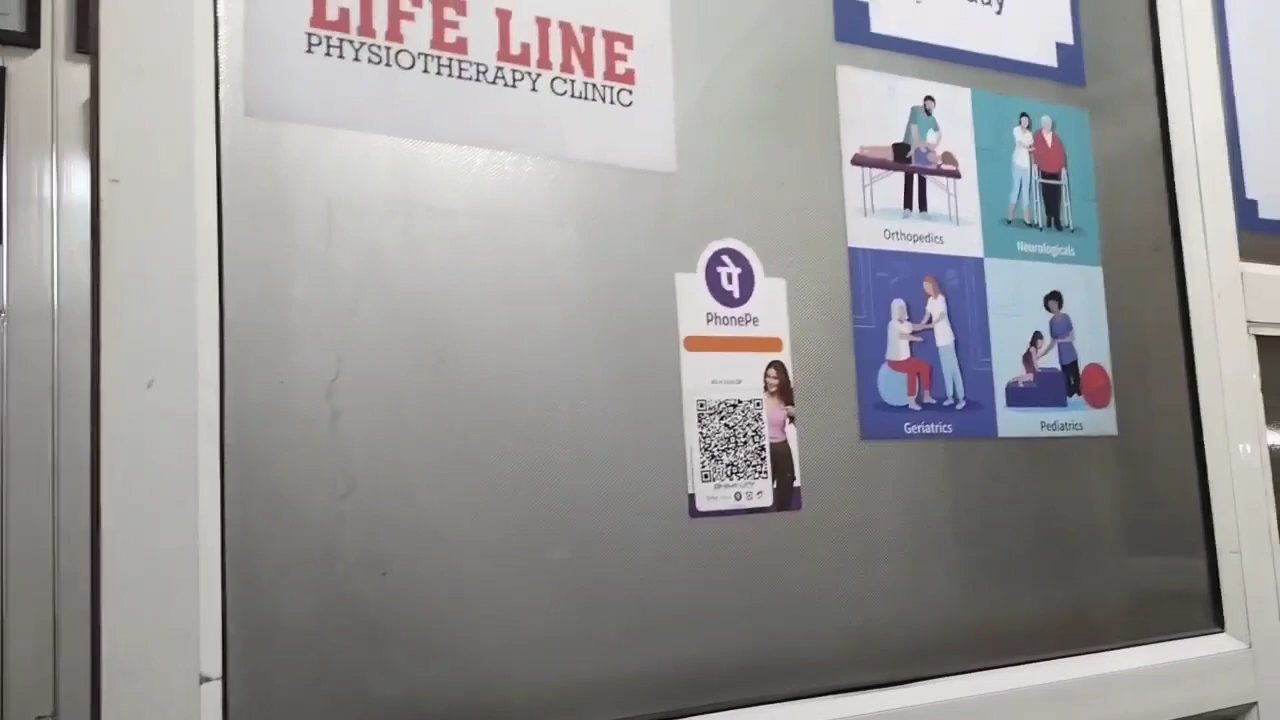 LIFE LINE
PHYSIOTHERAPY CLINIC
Orthopedics
Neurologicals
Geriatrics
Pediatrics
पे
PhonePe